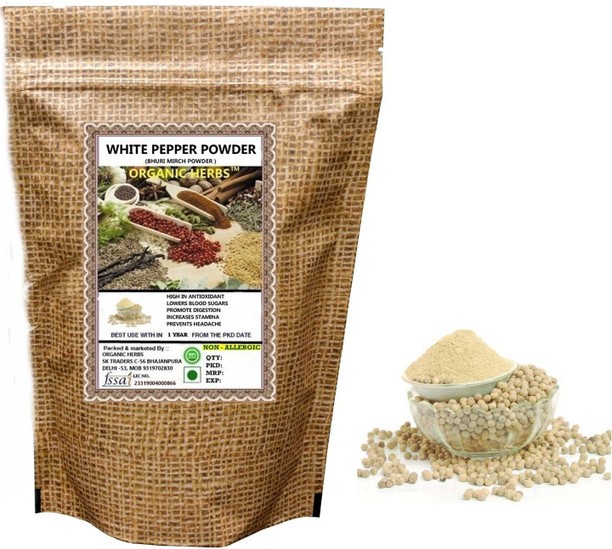 WHITE PEPPER POWDER
(BHURI MIRCH POWDER )
ORGANIC HERBS™
HIGH IN ANTIOXIDANT
LOWERS BLOOD SUGARS
PROMOTE DIGESTION
INCREASES STAMINA
PREVENTS HEADACHE
BEST USE WITH IN 1 YEAR FROM THE PKD DATE
Packed & marketed By ::
ORGANIC HERBS
SK TRADERS C-56 BHAJANPURA
DELHI -53, MOB 9319702830
fssai LIC NO.
23319004000866
NON - ALLERGIC
QTY:
PKD:
MRP:
EXP: